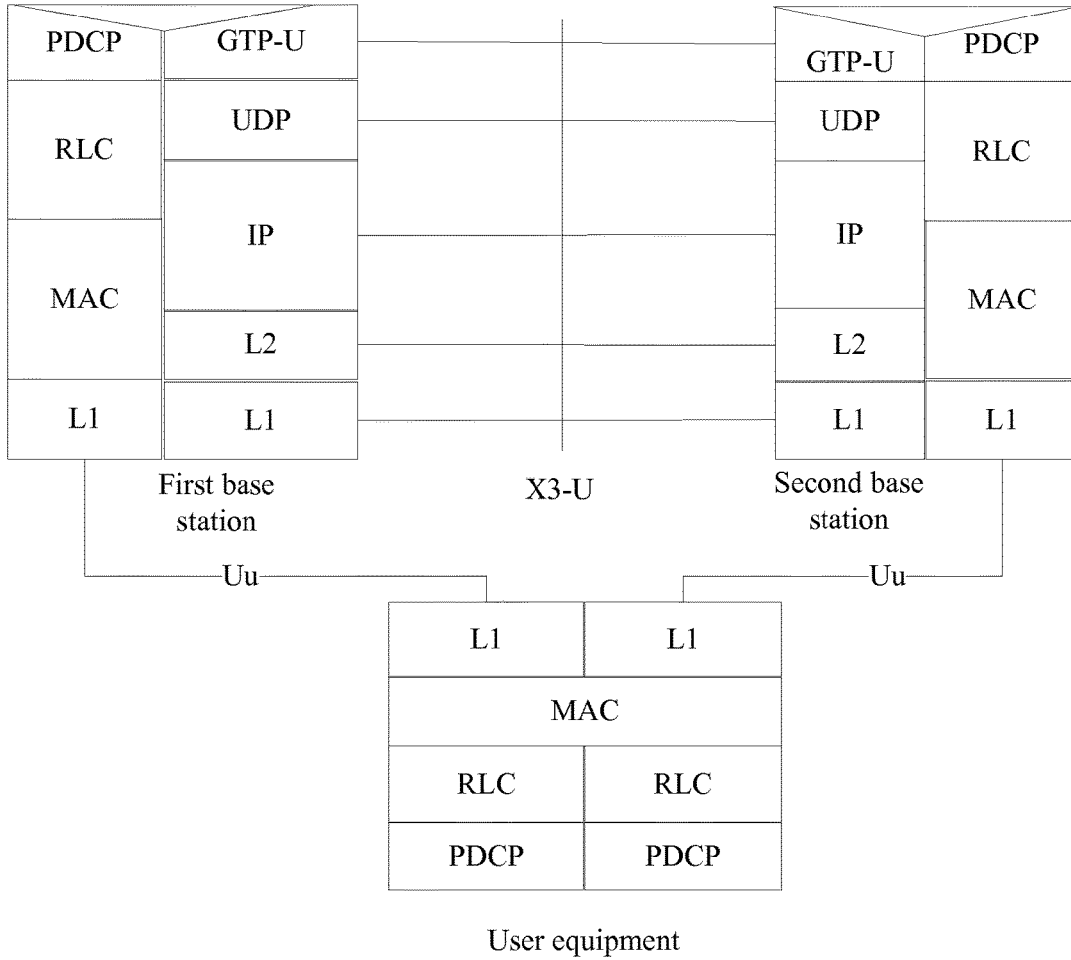 PDCP GTP-U GTP-U PDCP
RLC UDP UDP RLC
MAC IP IP MAC
L2 L2
L1 L1 L1 L1
First base
station
X3-U
Second base
station
Uu Uu
L1 L1
MAC
RLC RLC
PDCP PDCP
User equipment